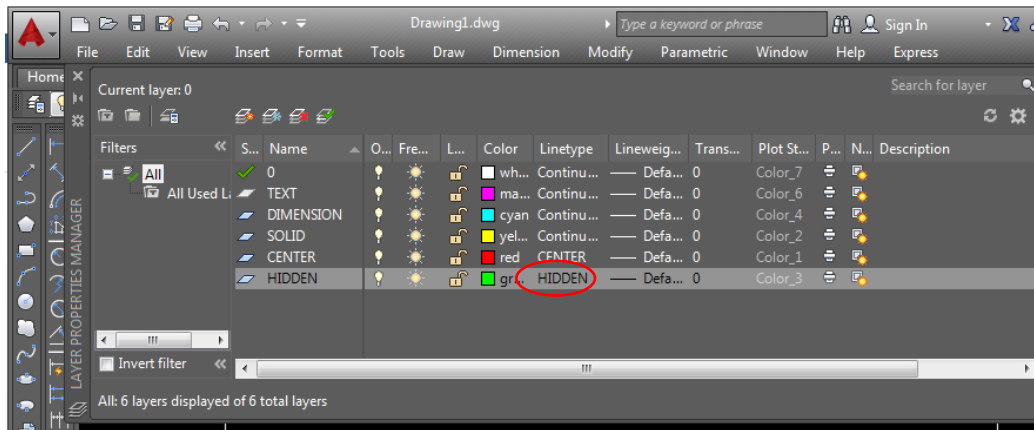 Drawing1.dwg Type a keyword or phrase Sign In
File Edit View Insert Format Tools Draw Dimension Modify Parametric Window Help Express
Home
Current layer: 0 Search for layer
Filters S... Name O... Fre... L... Color Linetype Lineweig... Trans... Plot St... P... N... Description
All 0 wh... Continu... Defa... 0 Color_7
All Used La TEXT ma... Continu... Defa... 0 Color_6
DIMENSION cyan Continu... Defa... 0 Color_4
SOLID yel... Continu... Defa... 0 Color_2
CENTER red CENTER Defa... 0 Color_1
HIDDEN gr... HIDDEN Defa... 0 Color_3
Invert filter
All: 6 layers displayed of 6 total layers
LAYER PROPERTIES MANAGER